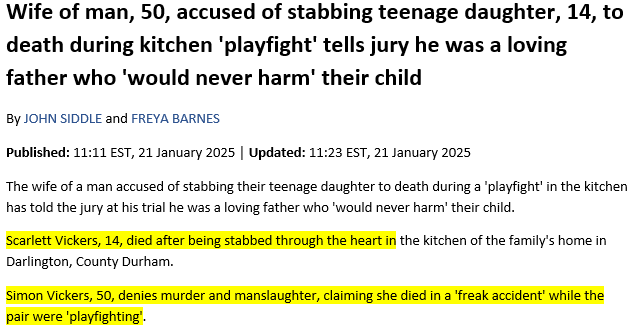 Wife of man, 50, accused of stabbing teenage daughter, 14, to
death during kitchen 'playfight' tells jury he was a loving
father who 'would never harm' their child
By JOHN SIDDLE and FREYA BARNES
Published: 11:11 EST, 21 January 2025 | Updated: 11:23 EST, 21 January 2025
The wife of a man accused of stabbing their teenage daughter to death during a 'playfight' in the kitchen
has told the jury at his trial he was a loving father who 'would never harm' their child.
Scarlett Vickers, 14, died after being stabbed through the heart in the kitchen of the family's home in
Darlington, County Durham.
Simon Vickers, 50, denies murder and manslaughter, claiming she died in a 'freak accident' while the
pair were 'playfighting'.